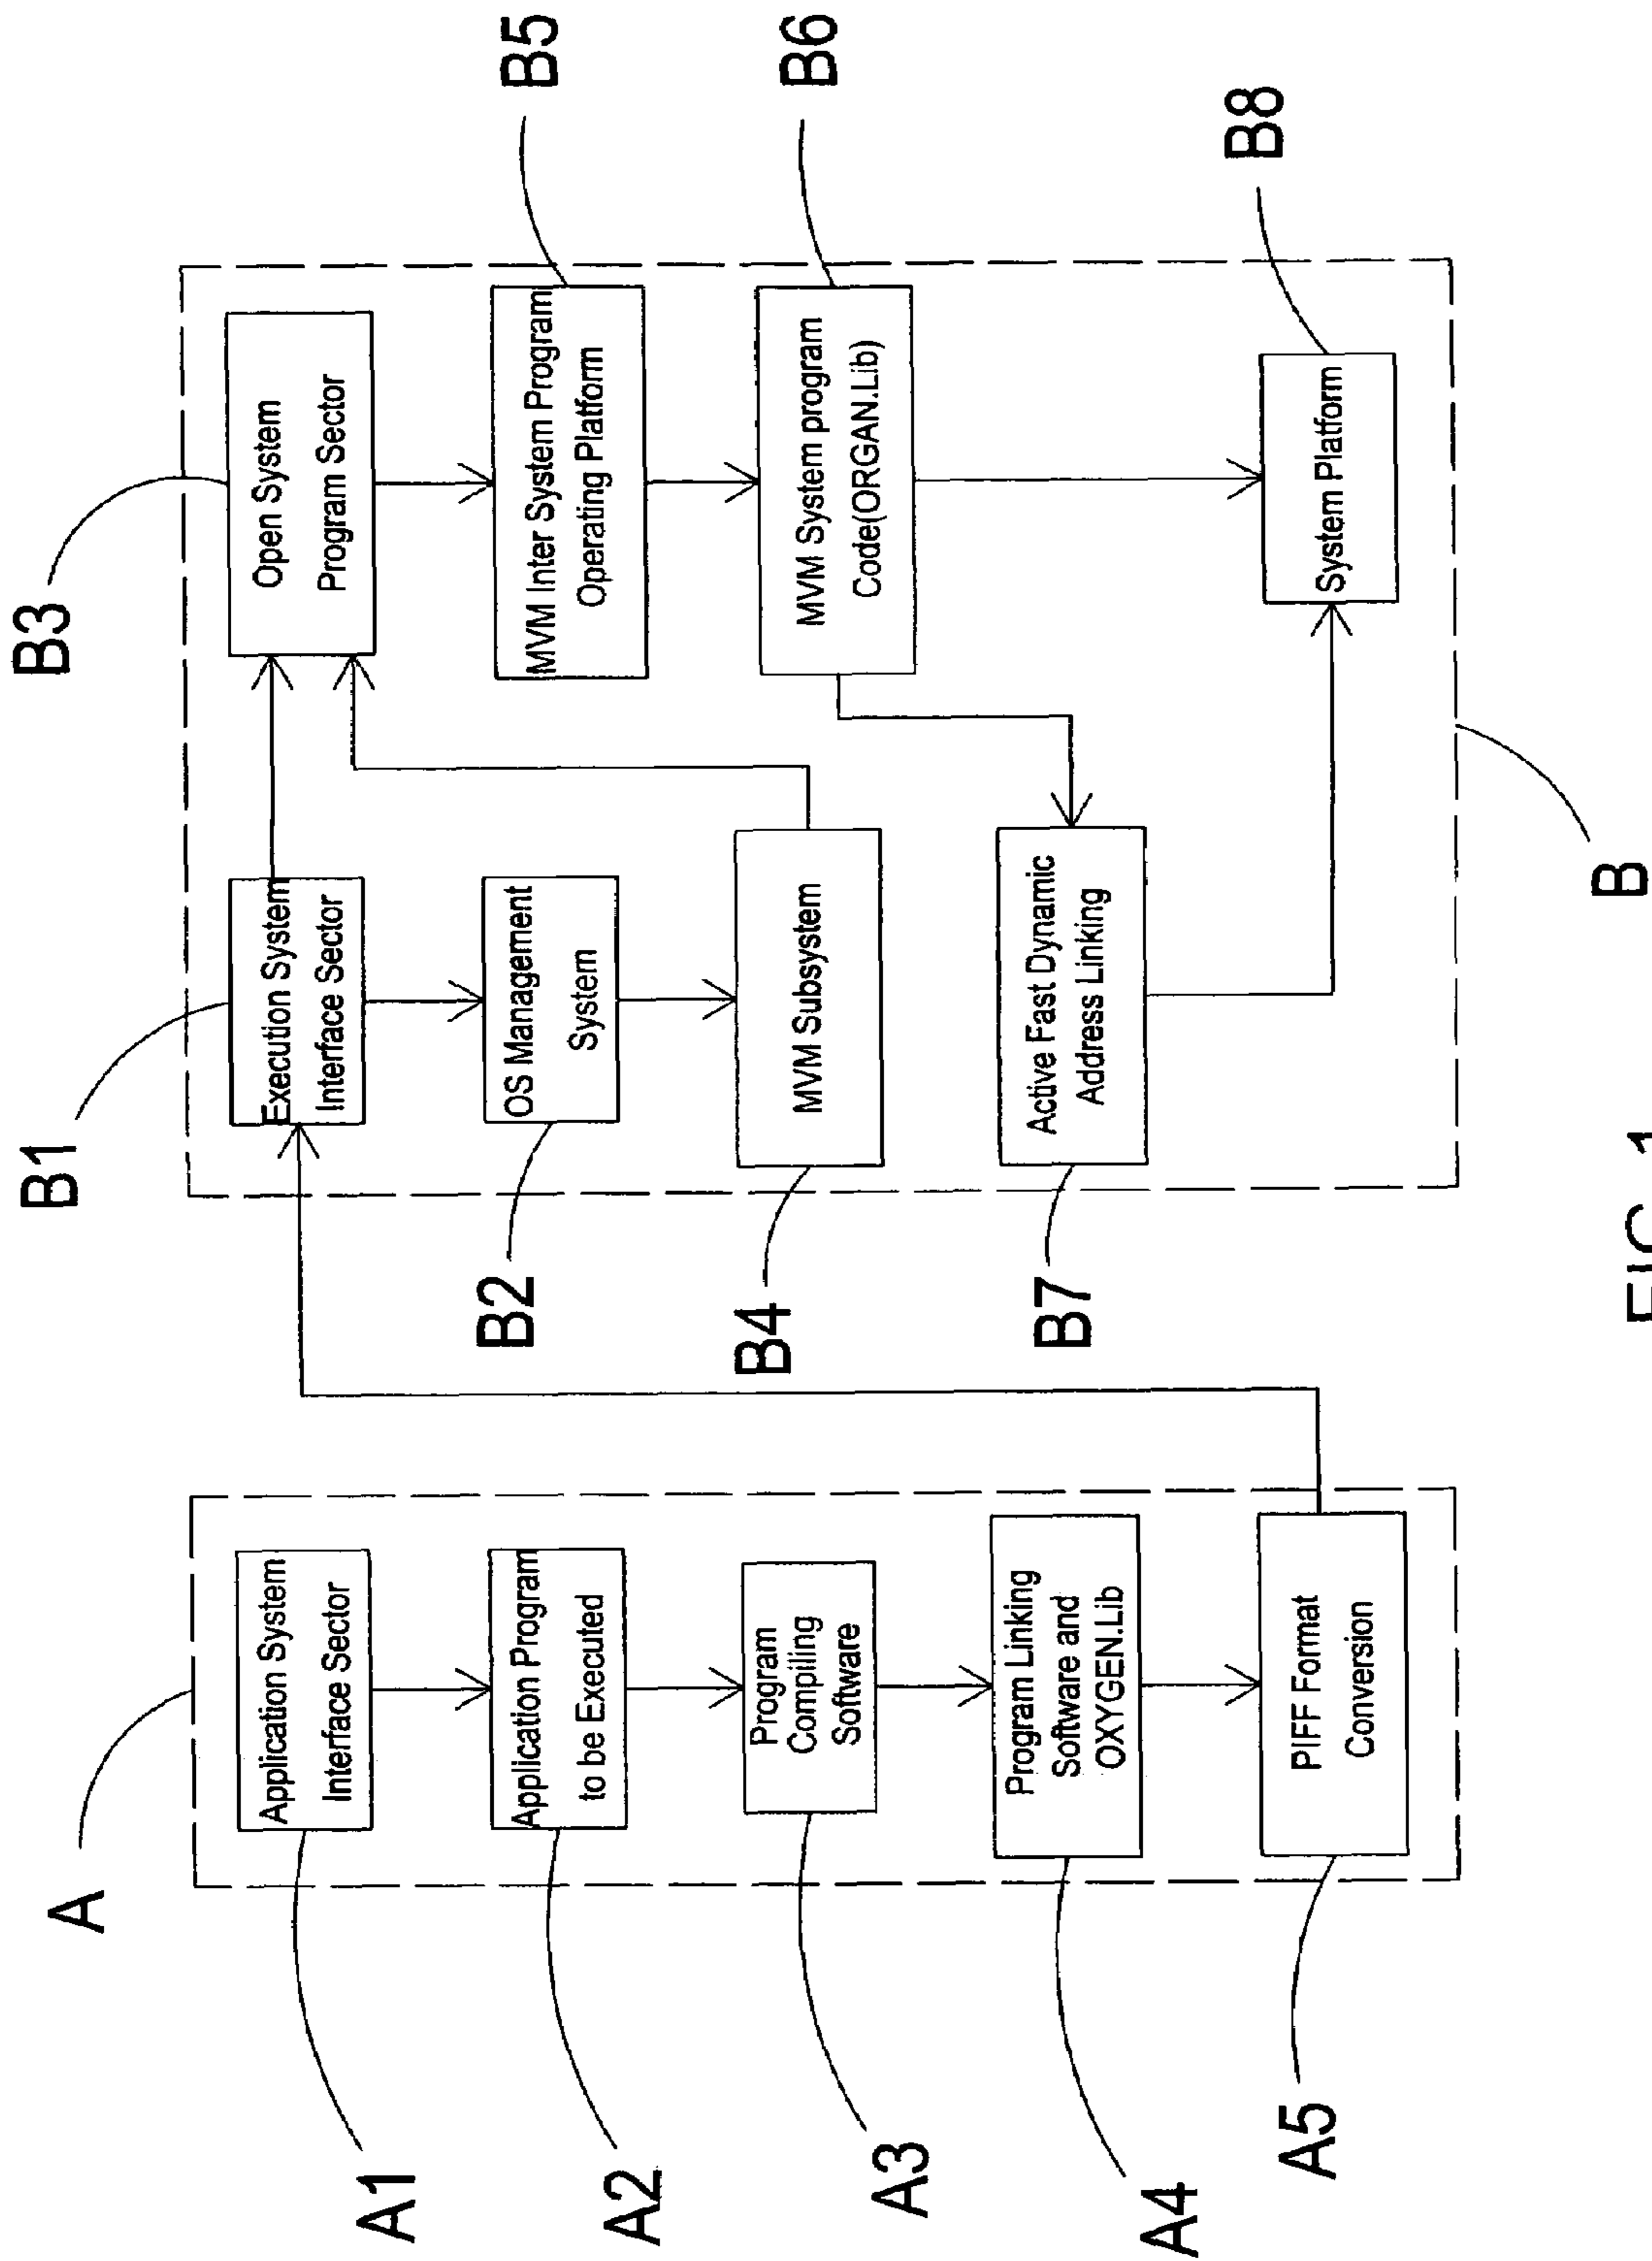 A
A1
Application System
Interface Sector
A2
Application Program
to be Executed
A3
Program
Compiling
Software
A4
Program Linking
Software and
OXYGEN.Lib
A5
PIFF Format
Conversion
B
B1
Execution System
Interface Sector
B2
OS Management
System
B4
MVM Subsystem
B7
Active Fast Dynamic
Address Linking
B3
Open System
Program Sector
B5
MVM Inter System Program
Operating Platform
B6
MVM System program
Code(ORGAN.Lib)
B8
System Platform
FIG. 1